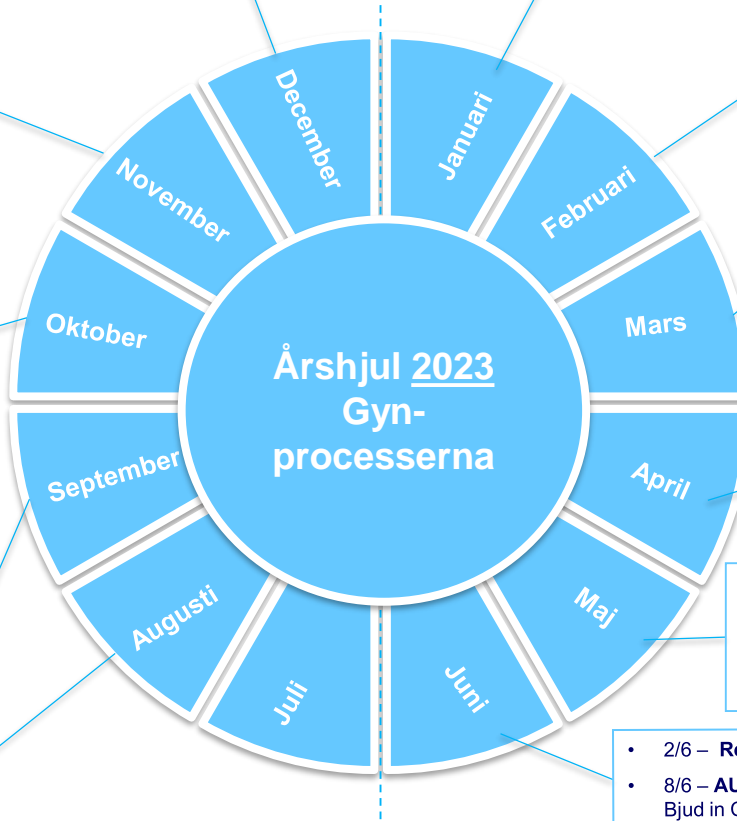 December
Januari
November
Februari
Oktober
Mars
Årshjul 2023
Gyn-
processerna
September
April
Augusti
Maj
Juli
Juni
• 2/6 –
• 8/6 –
Bjud in